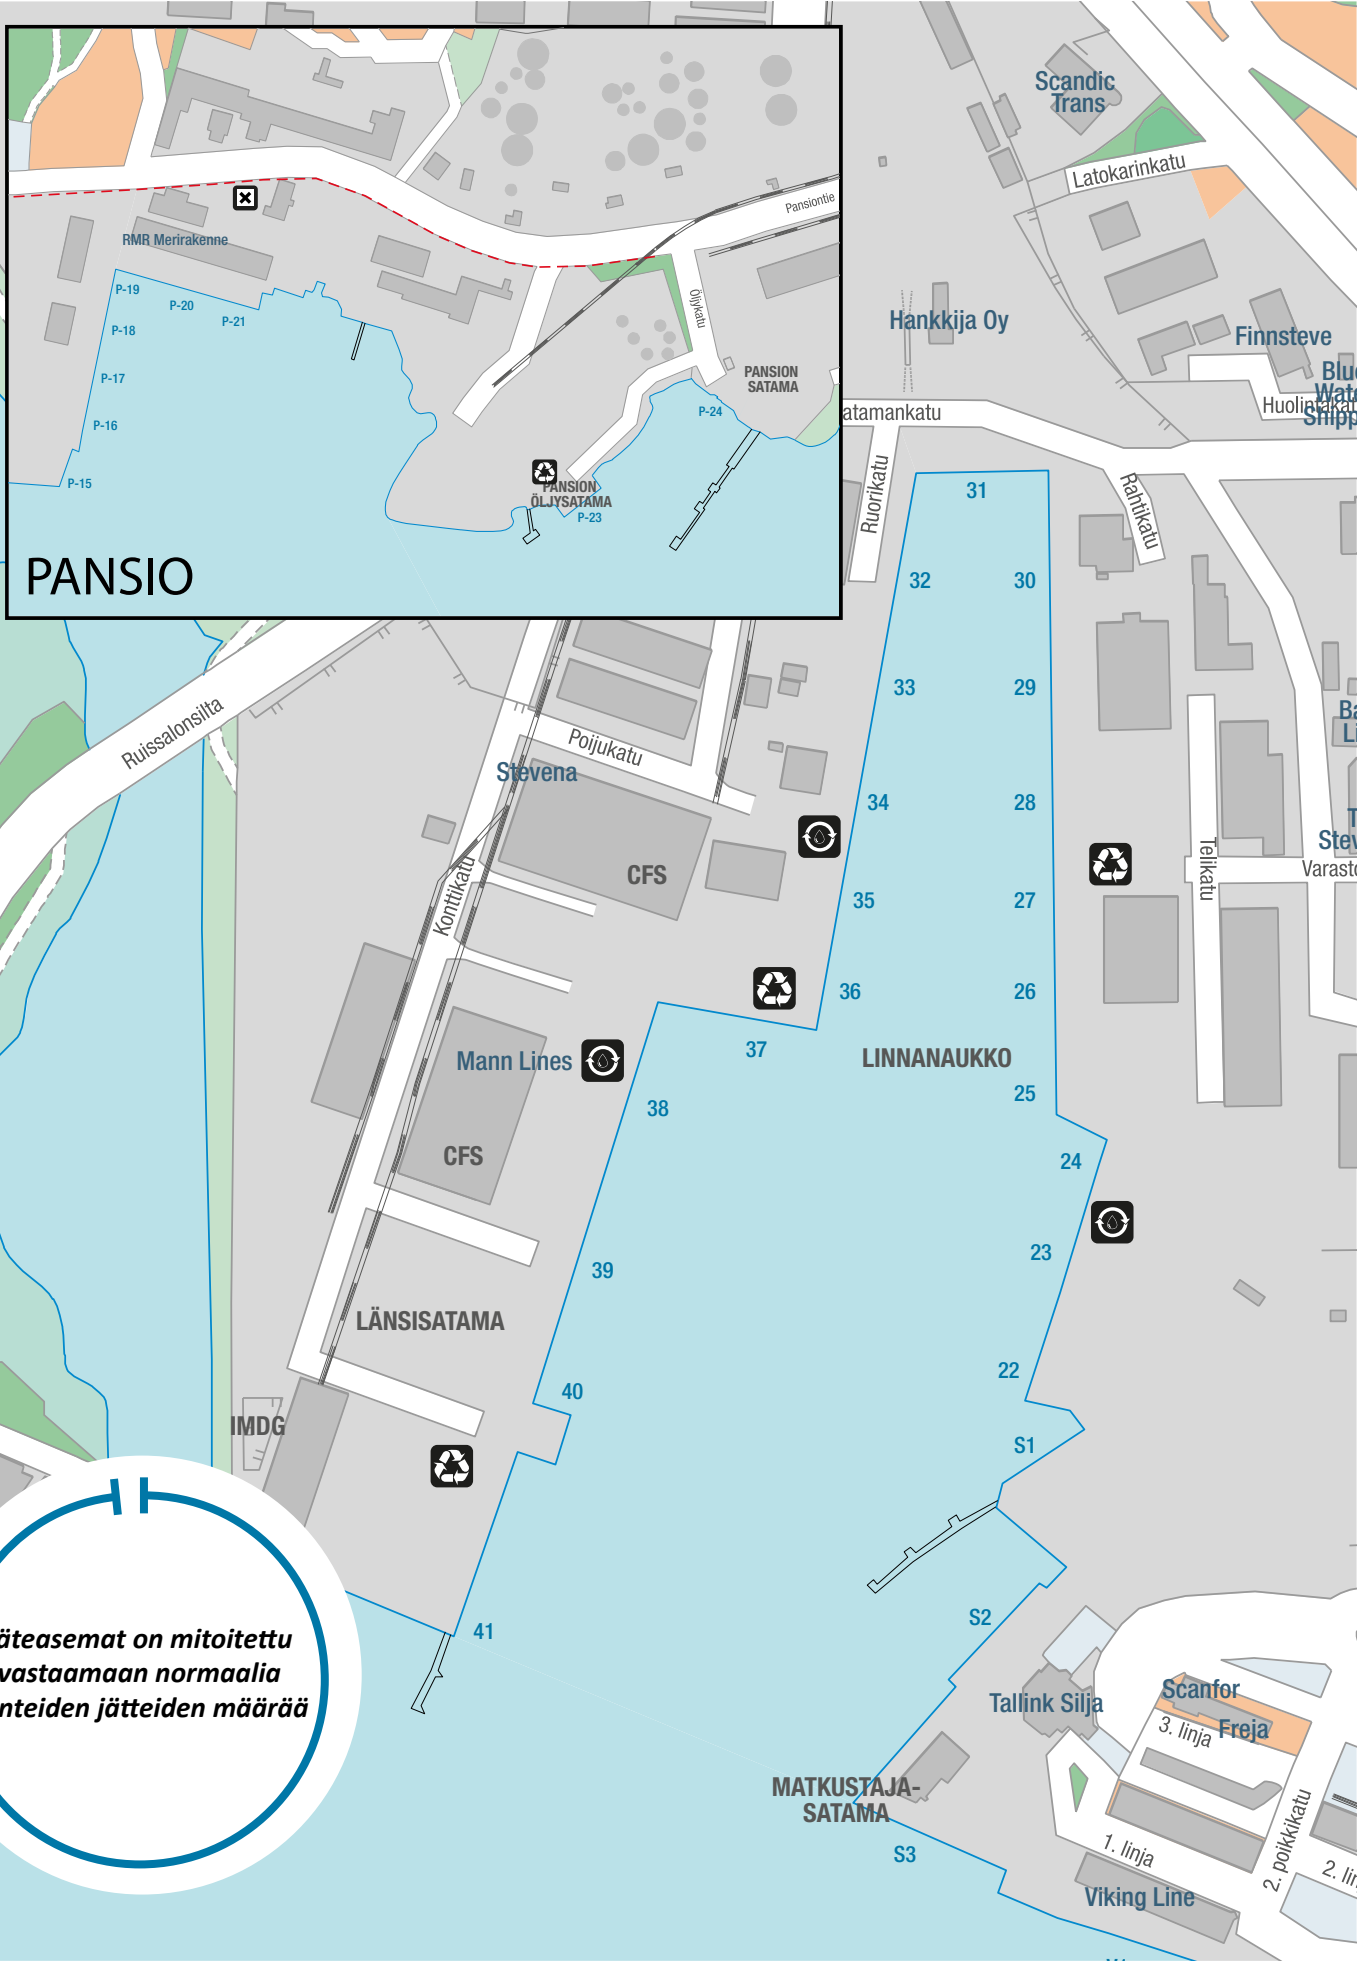 Scandic
Trans
Latokarinkatu
Pansiontie
RMR Merirakenne
P-19
P-20
P-21
P-18
P-17
P-16
P-15
Öljykatu
PANSION
SATAMA
P-24
PANSION
ÖLJYSATAMA
P-23
PANSIO
Hankkija Oy
Finnsteve
Huolintakat
atamankatu
Ruorikatu
Rahtikatu
31
32
30
33
29
34
28
35
27
36
26
37
LINNANAUKKO
25
38
24
39
23
40
22
S1
41
S2
S3
Ruissalonsilta
Poijukatu
Stevena
CFS
Konttikatu
Mann Lines
CFS
LÄNSISATAMA
IMDG
Telikatu
Varasto
äteasemat on mitoitettu
vastaamaan normaalia
nteiden jätteiden määrää
Tallink Silja
Scanfor
Freja
3. linja
MATKUSTAJA-
SATAMA
1. linja
2. poikkikatu
Viking Line